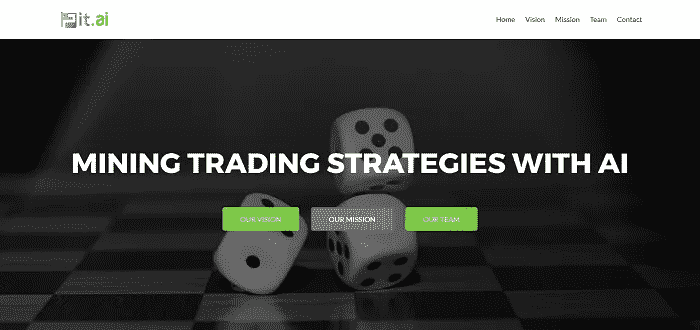 it.ai
Home Vision Mission Team Contact
MINING TRADING STRATEGIES WITH AI
OUR VISION OUR MISSION OUR TEAM